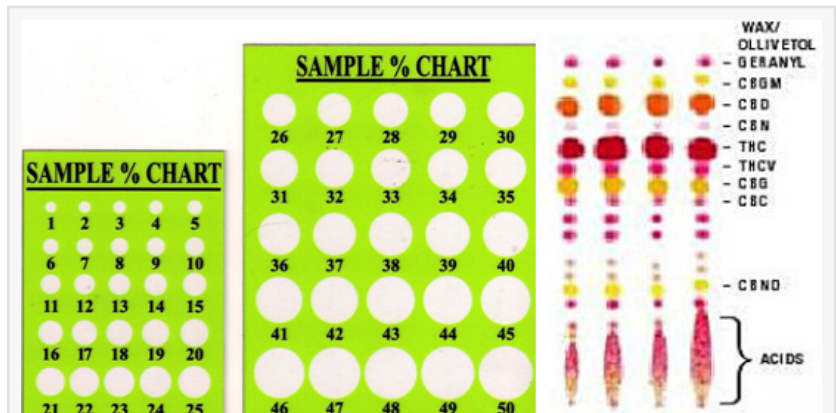 SAMPLE % CHART
1 2 3 4 5
6 7 8 9 10
11 12 13 14 15
16 17 18 19 20
21 22 23 24 25
SAMPLE % CHART
26 27 28 29 30
31 32 33 34 35
36 37 38 39 40
41 42 43 44 45
46 47 48 49 50
WAX/
OLLIVETOL
- GERANYL
- CBGM
- CBD
- CBN
- THC
- THCV
- CBG
- CBC
- CBND
ACIDS